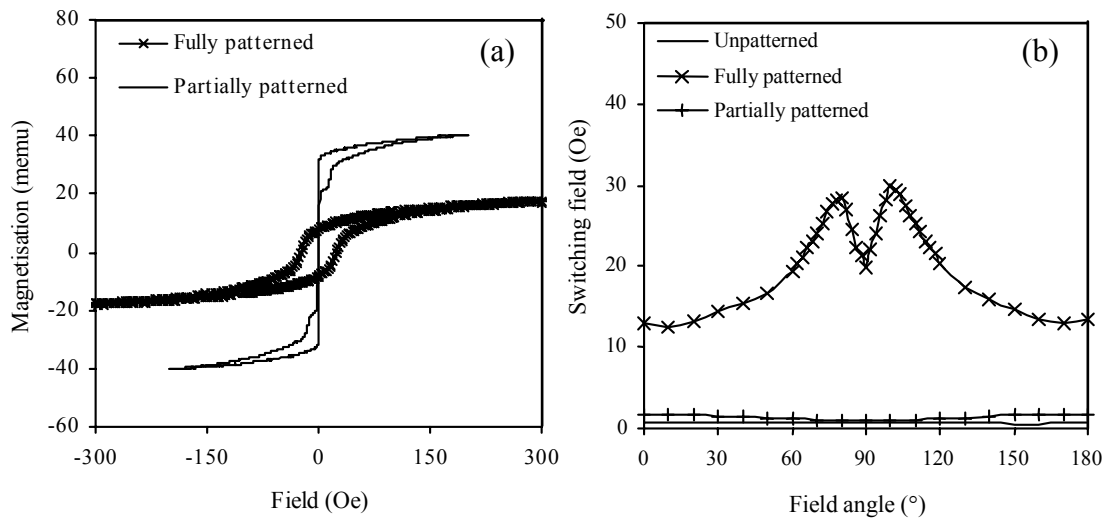 80
60
40
20
0
-20
-40
-60
-300
-150
0
150
300
Magnetisation (memu)
Field (Oe)
Fully patterned
Partially patterned
(a)
50
40
30
20
10
0
0
30
60
90
120
150
180
Switching field (Oe)
Field angle (°)
Unpatterned
Fully patterned
Partially patterned
(b)